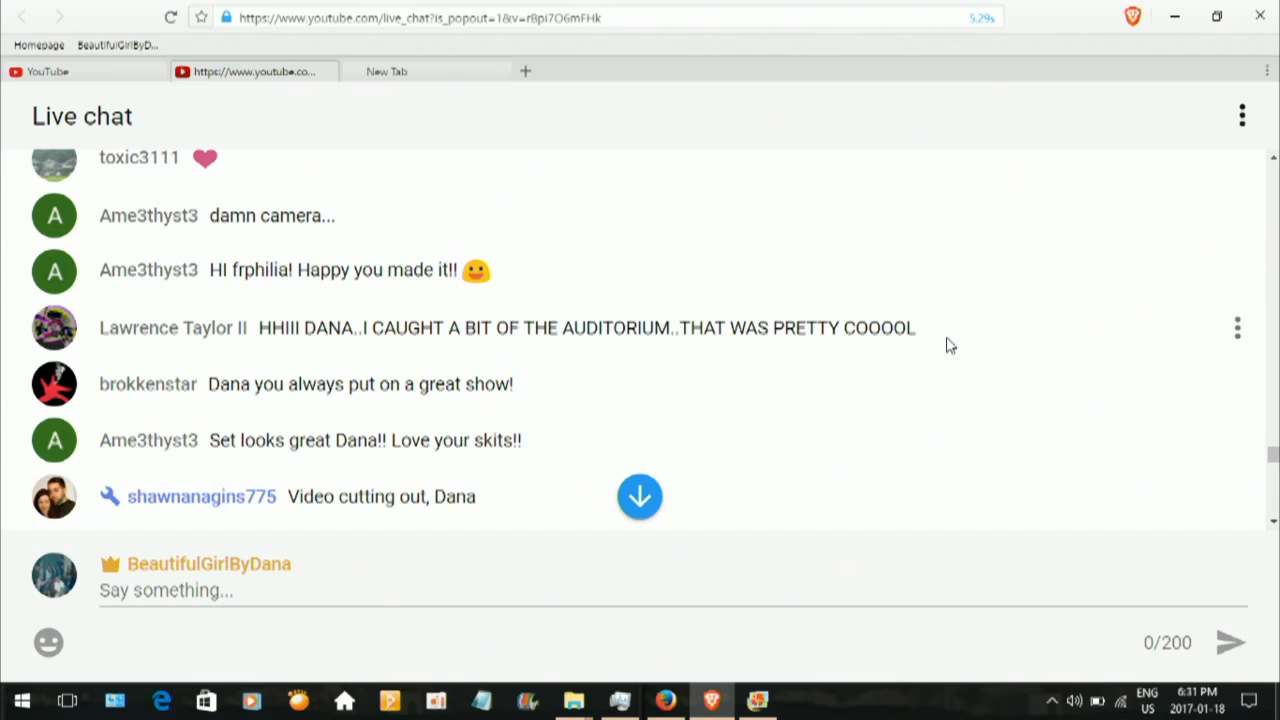 https://www.youtube.com/live_chat?is_popout=1&v=r8pi7O6mFHk
5.29s
Homepage BeautifulGirlByD...
YouTube
https://www.youtube.co...
New Tab
Live chat
toxic3111
A Ame3thyst3 damn camera...
A Ame3thyst3 HI frphilia! Happy you made it!!
Lawrence Taylor II HHIII DANA..I CAUGHT A BIT OF THE AUDITORIUM..THAT WAS PRETTY COOOOL
brokkenstar Dana you always put on a great show!
A Ame3thyst3 Set looks great Dana!! Love your skits!!
shawnanagins775 Video cutting out, Dana
BeautifulGirlByDana
Say something...
0/200
ENG 6:31 PM
US 2017-01-18